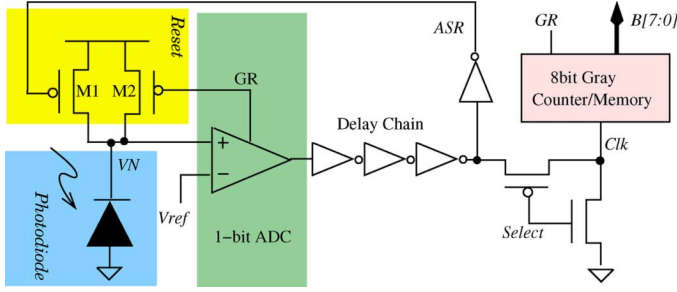 Reset
ASR
GR
B[7:0]
M1
M2
GR
8bit Gray
Counter/Memory
Delay Chain
+
VN
−
Clk
Photodiode
Vref
1−bit ADC
Select